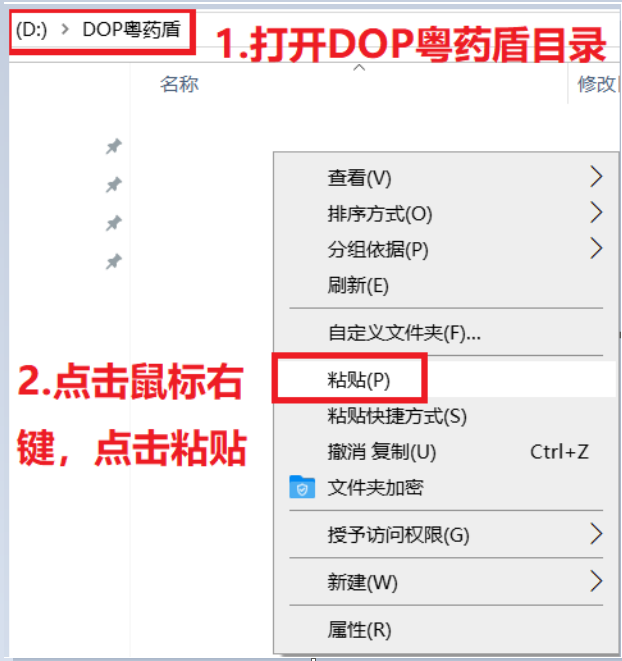 (D:) > DOP粤药盾
1.打开DOP粤药盾目录
名称
修改
查看(V)
排序方式(O)
分组依据(P)
刷新(E)
自定义文件夹(F)...
2.点击鼠标右
键，点击粘贴
粘贴(P)
粘贴快捷方式(S)
撤消 复制(U) Ctrl+Z
文件夹加密
授予访问权限(G)
新建(W)
属性(R)